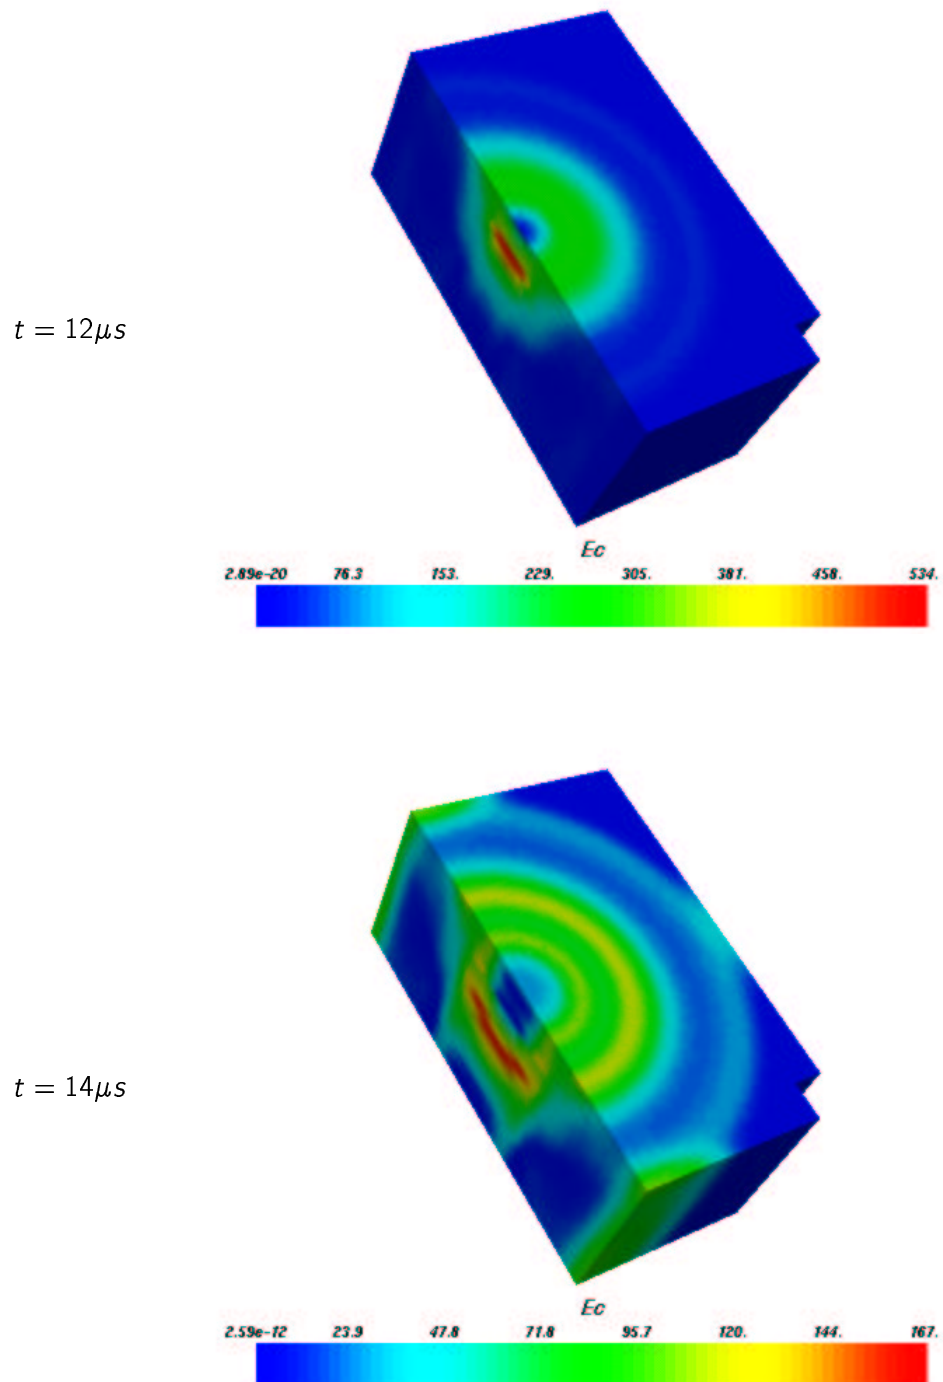 t = 12μs
Ec
2.89e-20 76.3 153. 229. 305. 381. 458. 534.
t = 14μs
Ec
2.59e-12 23.9 47.8 71.8 95.7 120. 144. 167.